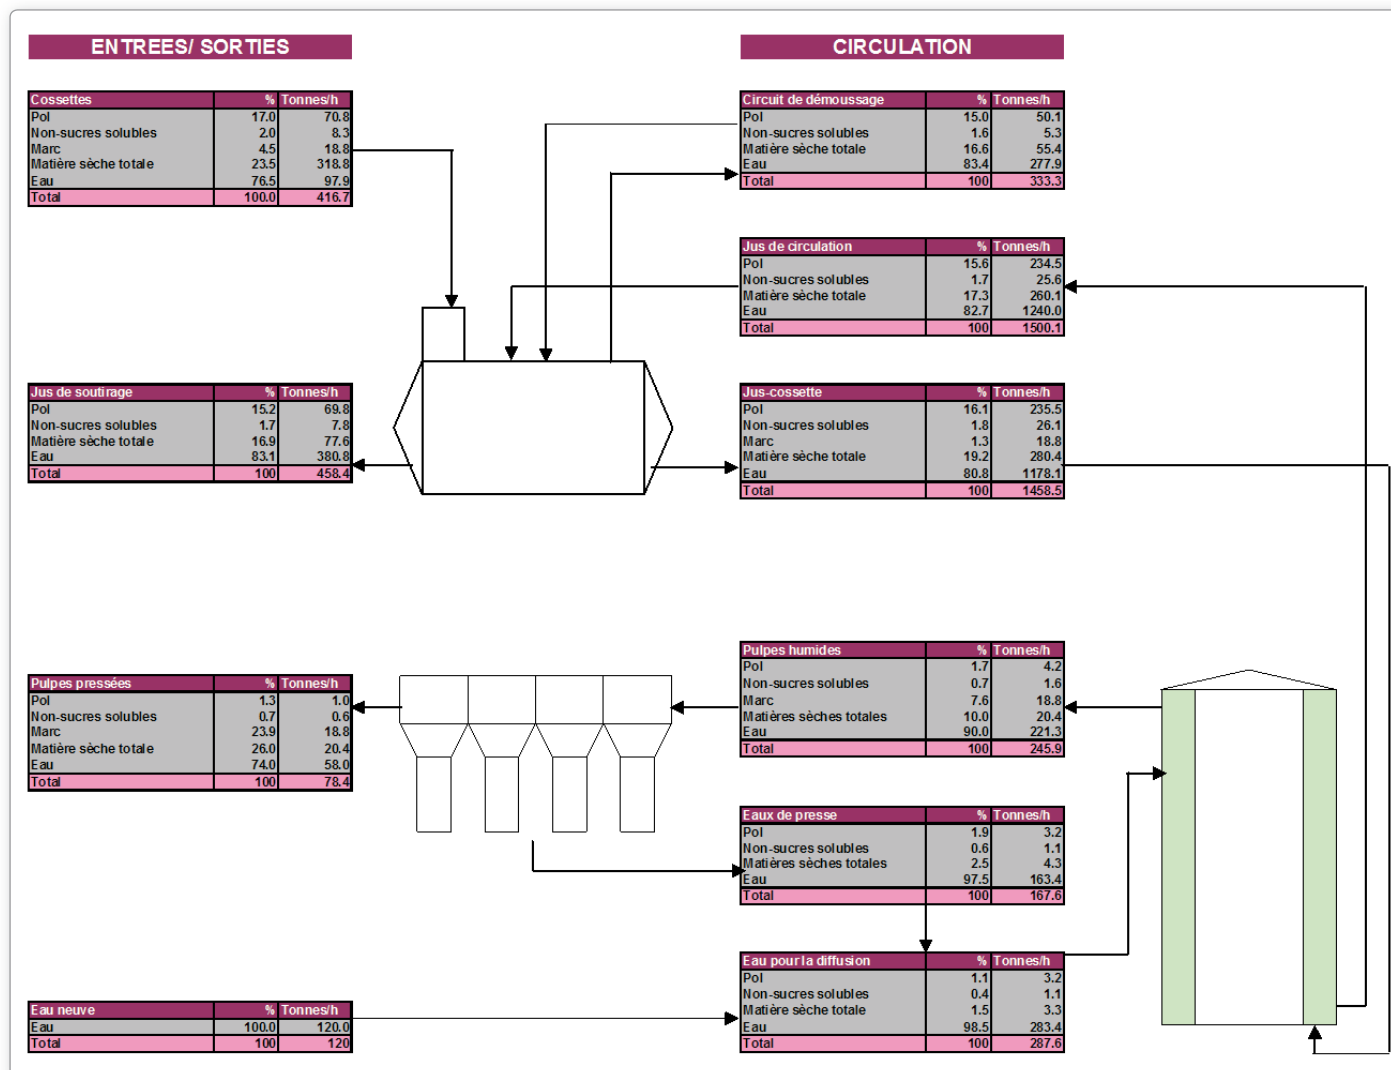 ENTREES/ SORTIES
CIRCULATION
Cossettes % Tonnes/h
Pol 17.0 70.8
Non-sucres solubles 2.0 8.3
Marc 4.5 18.8
Matière sèche totale 23.5 318.8
Eau 76.5 97.9
Total 100.0 416.7
Circuit de démoussage % Tonnes/h
Pol 15.0 50.1
Non-sucres solubles 1.6 5.3
Matière sèche totale 16.6 55.4
Eau 83.4 277.9
Total 100 333.3
Jus de circulation % Tonnes/h
Pol 15.6 234.5
Non-sucres solubles 1.7 25.6
Matière sèche totale 17.3 260.1
Eau 82.7 1240.0
Total 100 1500.1
Jus de soutirage % Tonnes/h
Pol 15.2 69.8
Non-sucres solubles 1.7 7.8
Matière sèche totale 16.9 77.6
Eau 83.1 380.8
Total 100 458.4
Jus-cossette % Tonnes/h
Pol 16.1 235.5
Non-sucres solubles 1.8 26.1
Marc 1.3 18.8
Matière sèche totale 19.2 280.4
Eau 80.8 1178.1
Total 100 1458.5
Pulpes humides % Tonnes/h
Pol 1.7 4.2
Non-sucres solubles 0.7 1.6
Marc 7.6 18.8
Matières sèches totales 10.0 20.4
Eau 90.0 221.3
Total 100 245.9
Pulpes pressées % Tonnes/h
Pol 1.3 1.0
Non-sucres solubles 0.7 0.6
Marc 23.9 18.8
Matière sèche totale 26.0 20.4
Eau 74.0 58.0
Total 100 78.4
Eaux de presse % Tonnes/h
Pol 1.9 3.2
Non-sucres solubles 0.6 1.1
Matières sèches totales 2.5 4.3
Eau 97.5 163.4
Total 100 167.6
Eau pour la diffusion % Tonnes/h
Pol 1.1 3.2
Non-sucres solubles 0.4 1.1
Matière sèche totale 1.5 3.3
Eau 98.5 283.4
Total 100 287.6
Eau neuve % Tonnes/h
Eau 100.0 120.0
Total 100 120